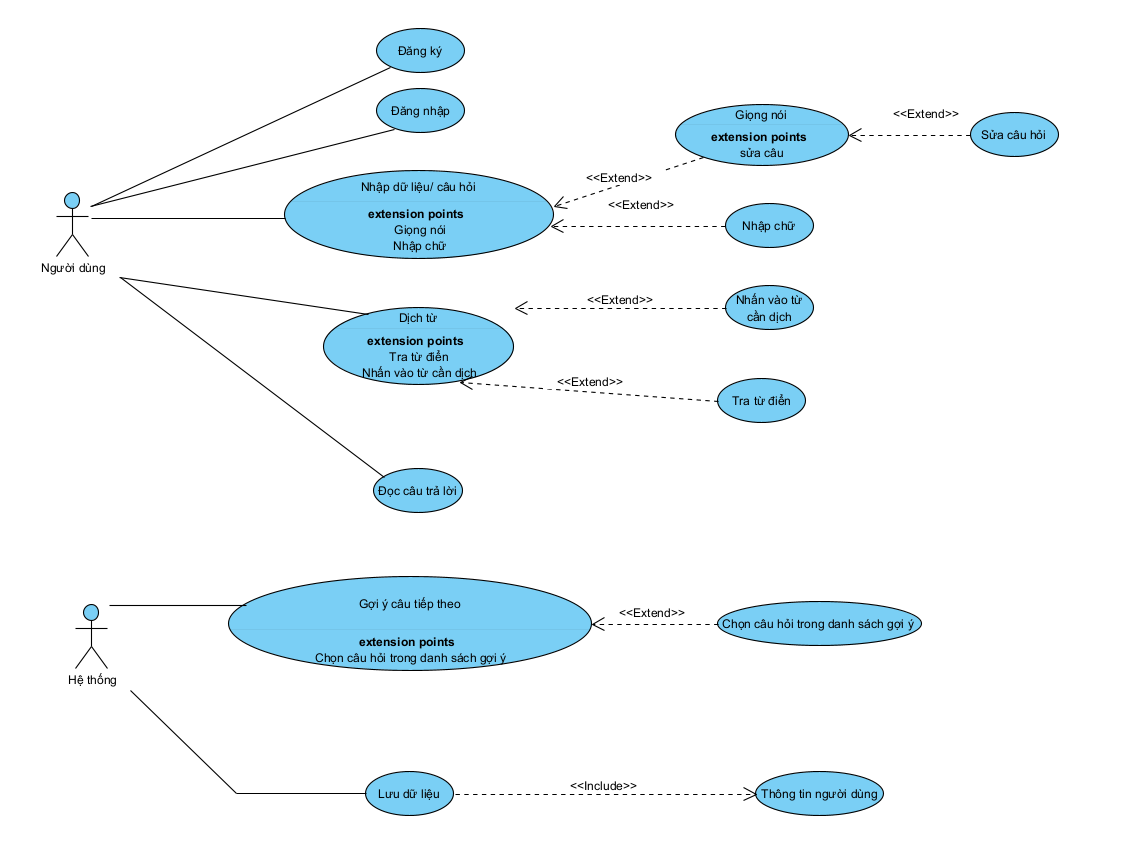 Đăng ký
Đăng nhập
Giọng nói
extension points
sửa câu
<<Extend>>
Sửa câu hỏi
<<Extend>>
Nhập dữ liệu/ câu hỏi
extension points
Giọng nói
Nhập chữ
<<Extend>>
Nhập chữ
Người dùng
Dịch từ
extension points
Tra từ điển
Nhấn vào từ cần dịch
<<Extend>>
Nhấn vào từ
cần dịch
<<Extend>>
Tra từ điển
Đọc câu trả lời
Gợi ý câu tiếp theo
extension points
Chọn câu hỏi trong danh sách gợi ý
<<Extend>>
Chọn câu hỏi trong danh sách gợi ý
Hệ thống
Lưu dữ liệu
<<Include>>
Thông tin người dùng